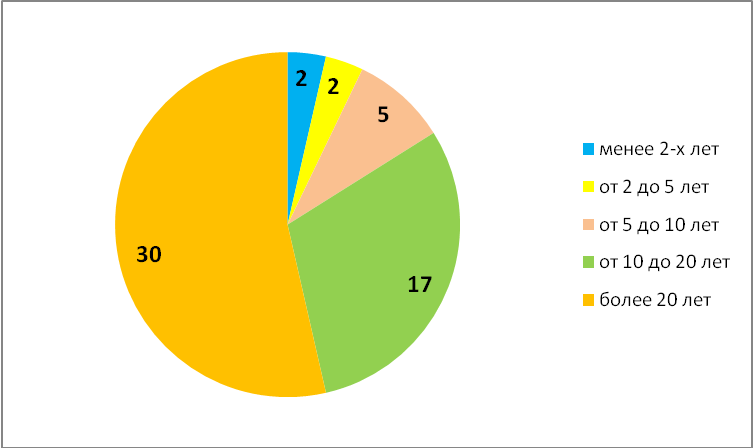 2
2
5
17
30
менее 2-х лет
от 2 до 5 лет
от 5 до 10 лет
от 10 до 20 лет
более 20 лет